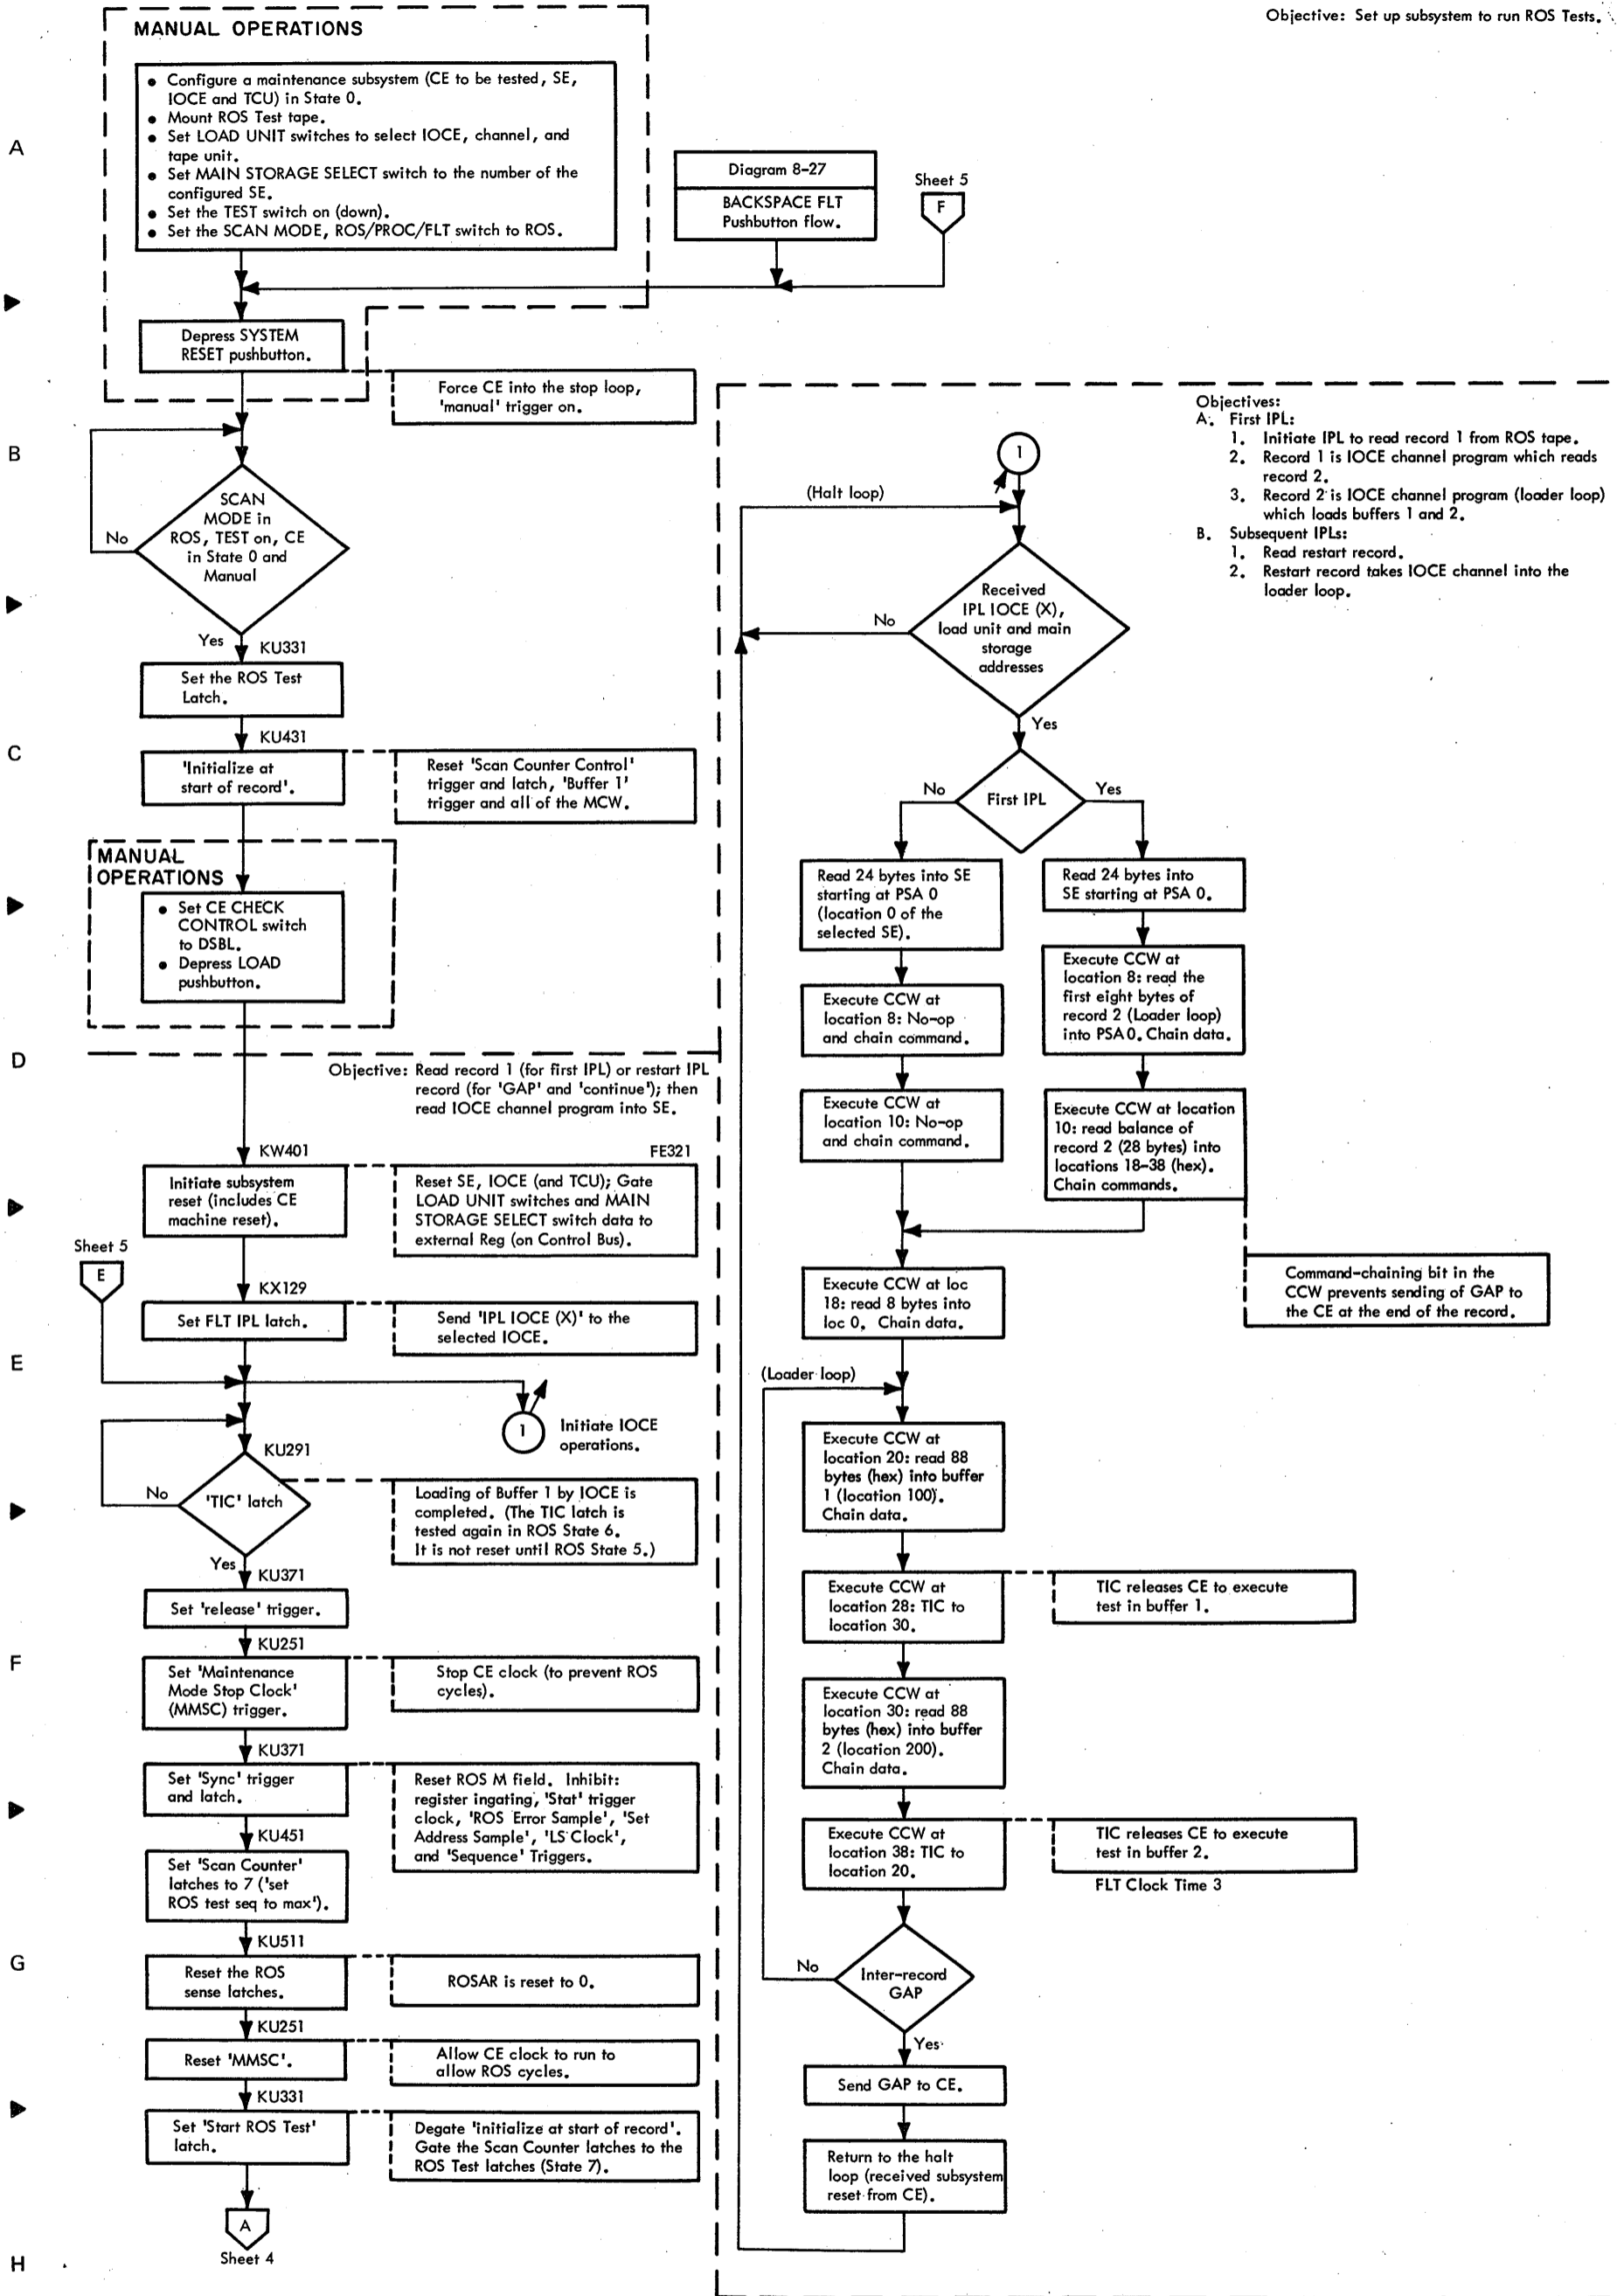 Objective: Set up subsystem to run ROS Tests.
MANUAL OPERATIONS
● Configure a maintenance subsystem (CE to be tested, SE,
IOCE and TCU) in State 0.
● Mount ROS Test tape.
● Set LOAD UNIT switches to select IOCE, channel, and
tape unit.
● Set MAIN STORAGE SELECT switch to the number of the
configured SE.
● Set the TEST switch on (down).
● Set the SCAN MODE, ROS/PROC/FLT switch to ROS.
A
Diagram 8-27
BACKSPACE FLT
Pushbutton flow.
Sheet 5
F
Depress SYSTEM
RESET pushbutton.
Force CE into the stop loop,
'manual' trigger on.
B
SCAN
MODE in
ROS, TEST on, CE
in State 0 and
Manual
No
Yes
KU331
Set the ROS Test
Latch.
KU431
C
'Initialize at
start of record'.
Reset 'Scan Counter Control'
trigger and latch, 'Buffer 1'
trigger and all of the MCW.
MANUAL
OPERATIONS
● Set CE CHECK
CONTROL switch
to DSBL.
● Depress LOAD
pushbutton.
D
Objective: Read record 1 (for first IPL) or restart IPL
record (for 'GAP' and 'continue'); then
read IOCE channel program into SE.
KW401
FE321
Initiate subsystem
reset (includes CE
machine reset).
Reset SE, IOCE (and TCU); Gate
LOAD UNIT switches and MAIN
STORAGE SELECT switch data to
external Reg (on Control Bus).
Sheet 5
E
KX129
Set FLT IPL latch.
Send 'IPL IOCE (X)' to the
selected IOCE.
E
1
Initiate IOCE
operations.
KU291
'TIC' latch
No
Yes
Loading of Buffer 1 by IOCE is
completed. (The TIC latch is
tested again in ROS State 6.
It is not reset until ROS State 5.)
KU371
Set 'release' trigger.
KU251
F
Set 'Maintenance
Mode Stop Clock'
(MMSC) trigger.
Stop CE clock (to prevent ROS
cycles).
KU371
Set 'Sync' trigger
and latch.
Reset ROS M field. Inhibit:
register ingating, 'Stat' trigger
clock, 'ROS Error Sample', 'Set
Address Sample', 'LS Clock',
and 'Sequence' Triggers.
KU451
Set 'Scan Counter'
latches to 7 ('set
ROS test seq to max').
KU511
G
Reset the ROS
sense latches.
ROSAR is reset to 0.
KU251
Reset 'MMSC'.
Allow CE clock to run to
allow ROS cycles.
KU331
Set 'Start ROS Test'
latch.
Degate 'initialize at start of record'.
Gate the Scan Counter latches to the
ROS Test latches (State 7).
A
Sheet 4
H
Objectives:
A. First IPL:
1. Initiate IPL to read record 1 from ROS tape.
2. Record 1 is IOCE channel program which reads
record 2.
3. Record 2 is IOCE channel program (loader loop)
which loads buffers 1 and 2.
B. Subsequent IPLs:
1. Read restart record.
2. Restart record takes IOCE channel into the
loader loop.
1
(Halt loop)
Received
IPL IOCE (X),
load unit and main
storage
addresses
No
Yes
First IPL
No
Yes
Read 24 bytes into SE
starting at PSA 0
(location 0 of the
selected SE).
Read 24 bytes into
SE starting at PSA 0.
Execute CCW at
location 8: No-op
and chain command.
Execute CCW at
location 8: read the
first eight bytes of
record 2 (Loader loop)
into PSA0. Chain data.
Execute CCW at
location 10: No-op
and chain command.
Execute CCW at location
10: read balance of
record 2 (28 bytes) into
locations 18-38 (hex).
Chain commands.
Command-chaining bit in the
CCW prevents sending of GAP to
the CE at the end of the record.
Execute CCW at loc
18: read 8 bytes into
loc 0. Chain data.
(Loader loop)
Execute CCW at
location 20: read 88
bytes (hex) into buffer
1 (location 100).
Chain data.
Execute CCW at
location 28: TIC to
location 30.
TIC releases CE to execute
test in buffer 1.
Execute CCW at
location 30: read 88
bytes (hex) into buffer
2 (location 200).
Chain data.
Execute CCW at
location 38: TIC to
location 20.
TIC releases CE to execute
test in buffer 2.
FLT Clock Time 3
Inter-record
GAP
No
Yes
Send GAP to CE.
Return to the halt
loop (received subsystem
reset from CE).